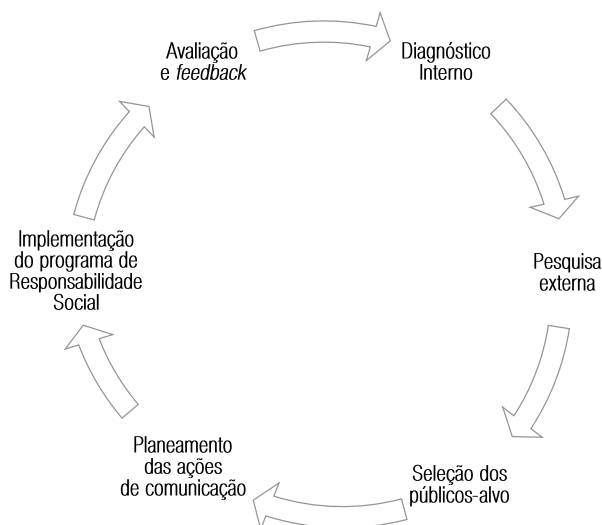 Avaliação
e feedback
Diagnóstico
Interno
Pesquisa
externa
Seleção dos
públicos-alvo
Planeamento
das ações
de comunicação
Implementação
do programa de
Responsabilidade
Social